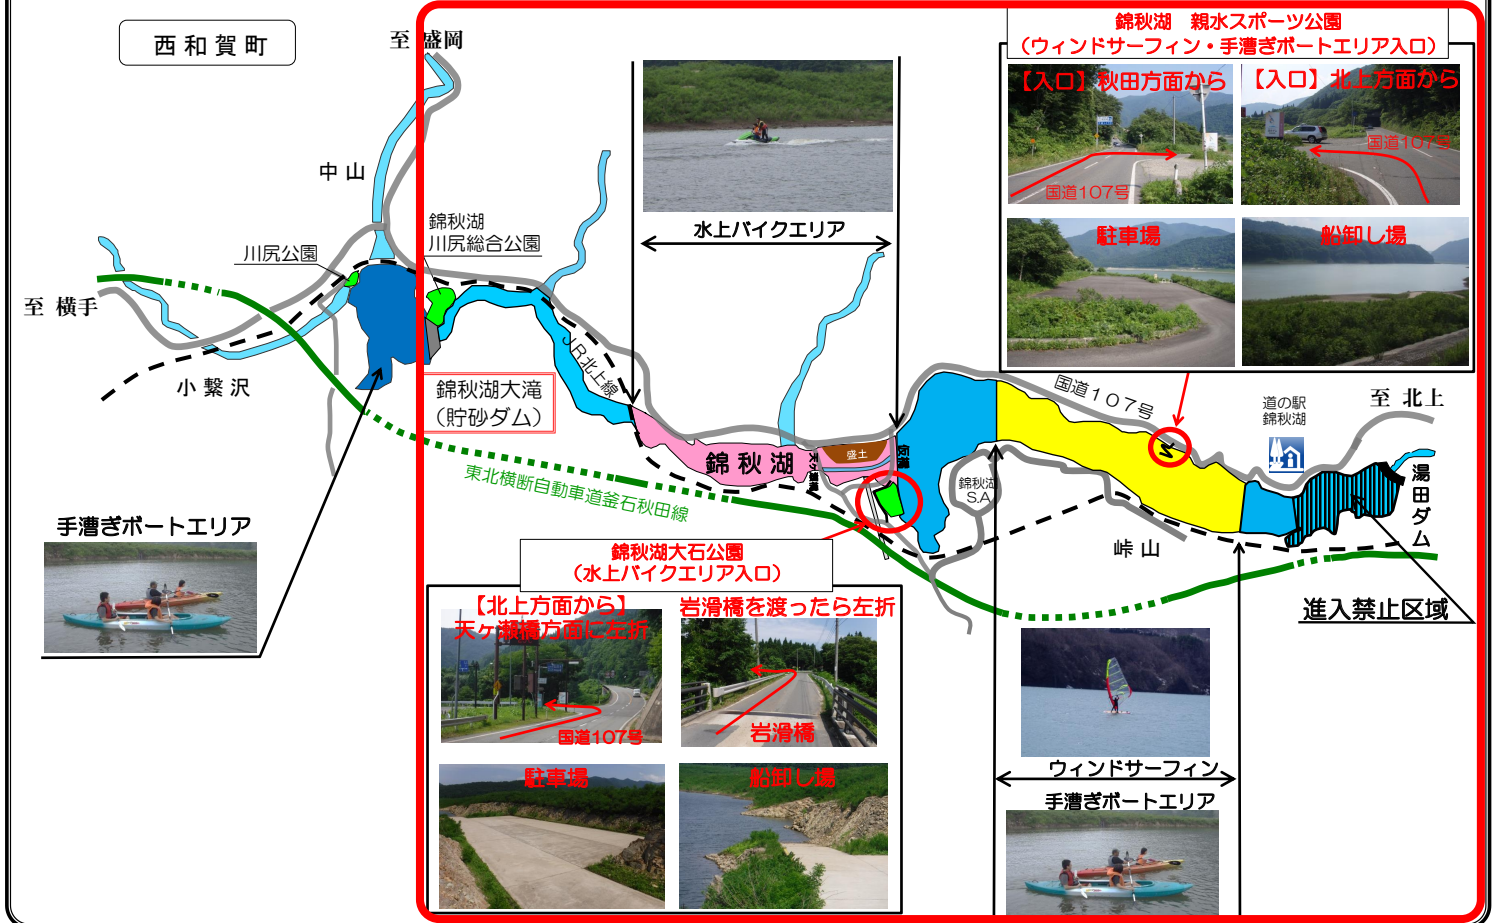 西和賀町
至 盛岡
中山
錦秋湖
川尻総合公園
川尻公園
至 横手
小繋沢
錦秋湖大滝
（貯砂ダム）
JR北上線
東北横断自動車道釜石秋田線
手漕ぎボートエリア
水上バイクエリア
錦秋湖　親水スポーツ公園
（ウィンドサーフィン・手漕ぎボートエリア入口）
【入口】秋田方面から
国道107号
【入口】北上方面から
国道107号
駐車場
船卸し場
国道107号
至 北上
道の駅
錦秋湖
錦秋湖
盛土
錦秋湖
S.A
湯田ダム
峠山
進入禁止区域
錦秋湖大石公園
（水上バイクエリア入口）
【北上方面から】
天ヶ瀬橋方面に左折
国道107号
岩滑橋を渡ったら左折
岩滑橋
駐車場
船卸し場
ウィンドサーフィン
手漕ぎボートエリア